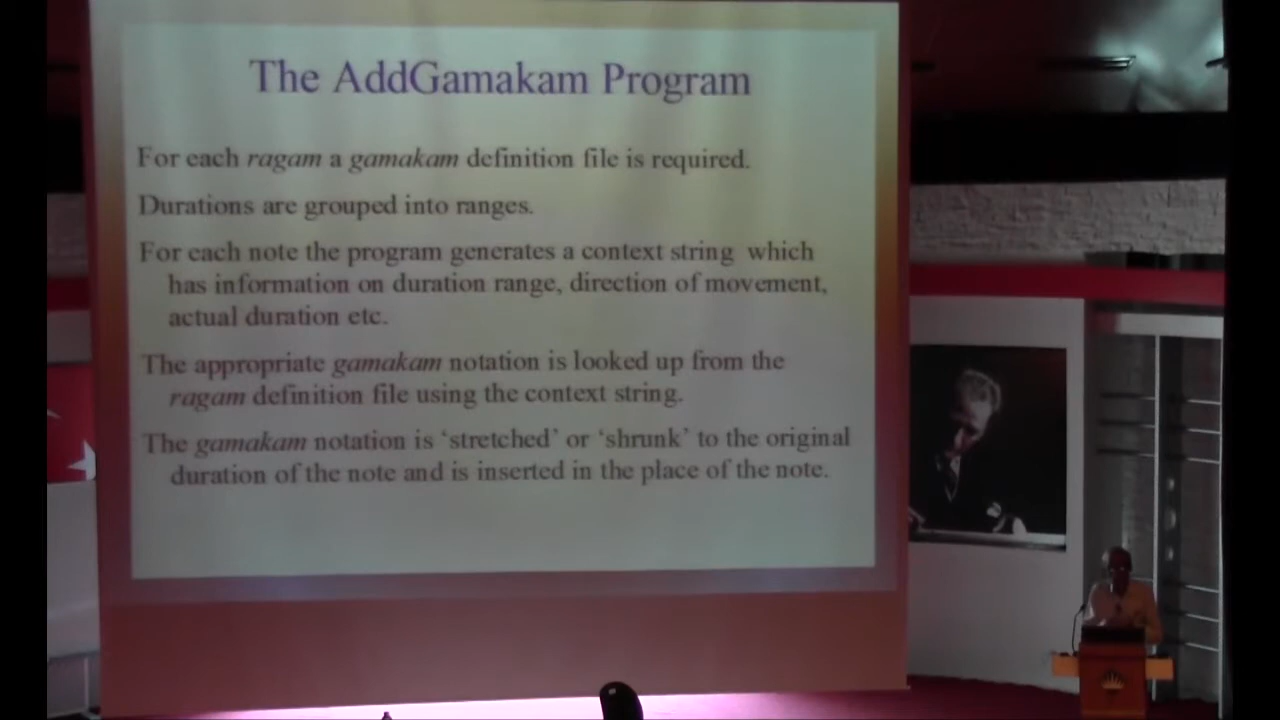 The AddGamakam Program
For each ragam a gamakam definition file is required.
Durations are grouped into ranges.
For each note the program generates a context string which
has information on duration range, direction of movement,
actual duration etc.
The appropriate gamakam notation is looked up from the
ragam definition file using the context string.
The gamakam notation is ‘stretched’ or ‘shrunk’ to the original
duration of the note and is inserted in the place of the note.